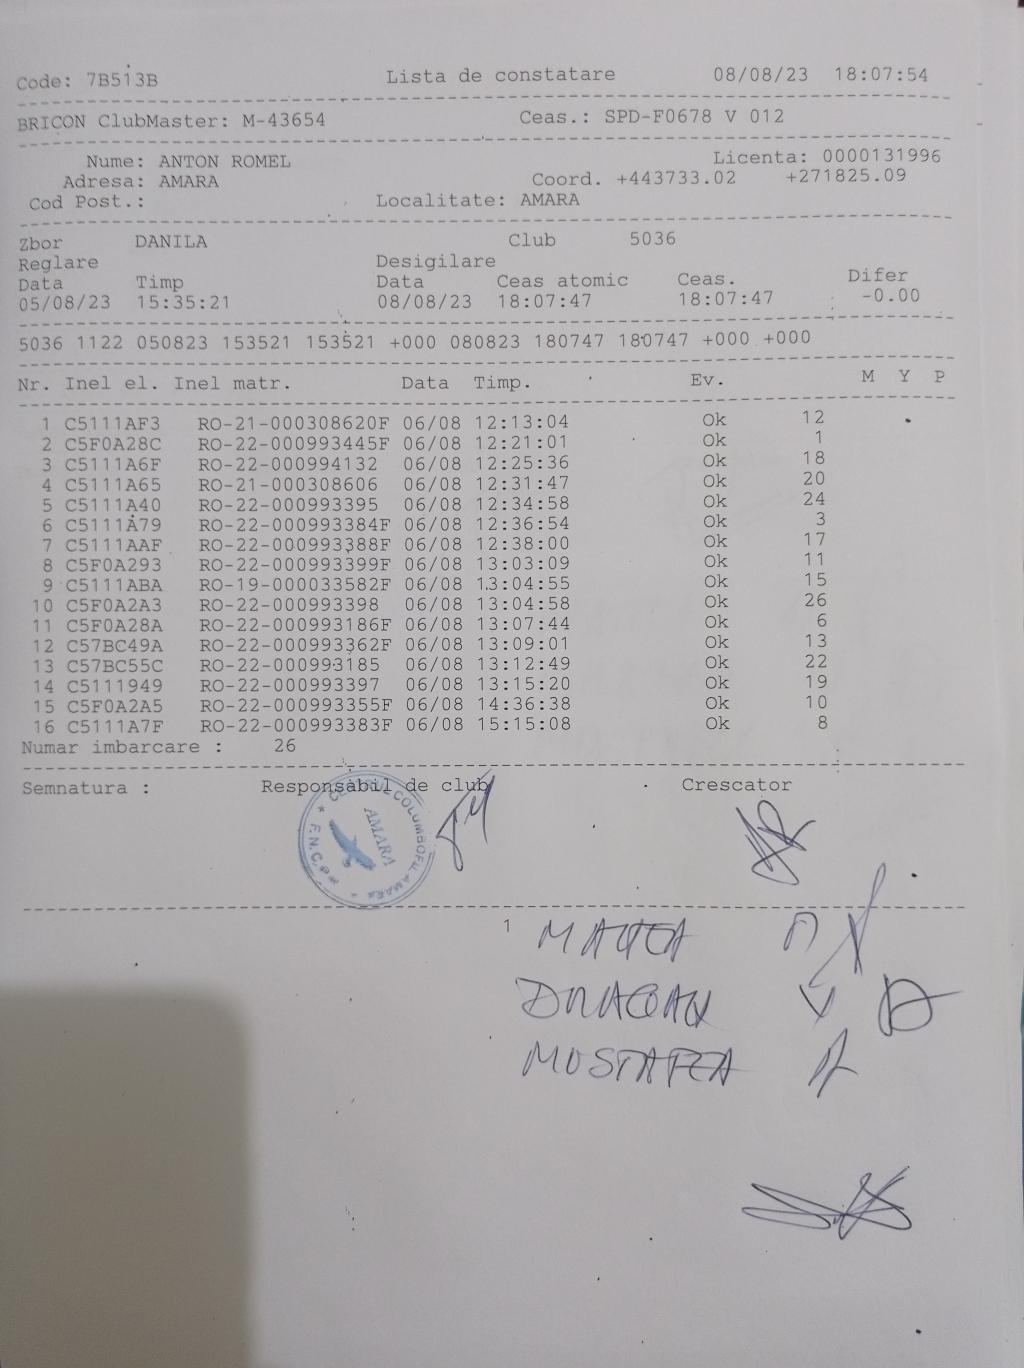 Code: 7B513B Lista de constatare 08/08/23 18:07:54
BRICON ClubMaster: M-43654 Ceas.: SPD-F0678 V 012
Nume: ANTON ROMEL Licenta: 0000131996
Adresa: AMARA Coord. +443733.02 +271825.09
Cod Post.: Localitate: AMARA
Zbor DANILA Club 5036
Reglare Desigilare
Data Timp Data Ceas atomic Ceas. Difer
05/08/23 15:35:21 08/08/23 18:07:47 18:07:47 -0.00
5036 1122 050823 153521 153521 +000 080823 180747 180747 +000 +000
Nr. Inel el. Inel matr. Data Timp. Ev. M Y P
1 C5111AF3 RO-21-000308620F 06/08 12:13:04 Ok 12
2 C5F0A28C RO-22-000993445F 06/08 12:21:01 Ok 1
3 C5111A6F RO-22-000994132 06/08 12:25:36 Ok 18
4 C5111A65 RO-21-000308606 06/08 12:31:47 Ok 20
5 C5111A40 RO-22-000993395 06/08 12:34:58 Ok 24
6 C5111A79 RO-22-000993384F 06/08 12:36:54 Ok 3
7 C5111AAF RO-22-000993388F 06/08 12:38:00 Ok 17
8 C5F0A293 RO-22-000993399F 06/08 13:03:09 Ok 11
9 C5111ABA RO-19-000033582F 06/08 13:04:55 Ok 15
10 C5F0A2A3 RO-22-000993398 06/08 13:04:58 Ok 26
11 C5F0A28A RO-22-000993186F 06/08 13:07:44 Ok 6
12 C57BC49A RO-22-000993362F 06/08 13:09:01 Ok 13
13 C57BC55C RO-22-000993185 06/08 13:12:49 Ok 22
14 C5111949 RO-22-000993397 06/08 13:15:20 Ok 19
15 C5F0A2A5 RO-22-000993355F 06/08 14:36:38 Ok 10
16 C5111A7F RO-22-000993383F 06/08 15:15:08 Ok 8
Numar imbarcare : 26
Semnatura : Responsabil de club Crescator
COLUMBOFIL AMARA
AMARA
F.N.C.P.R
1
MOSTAFEA